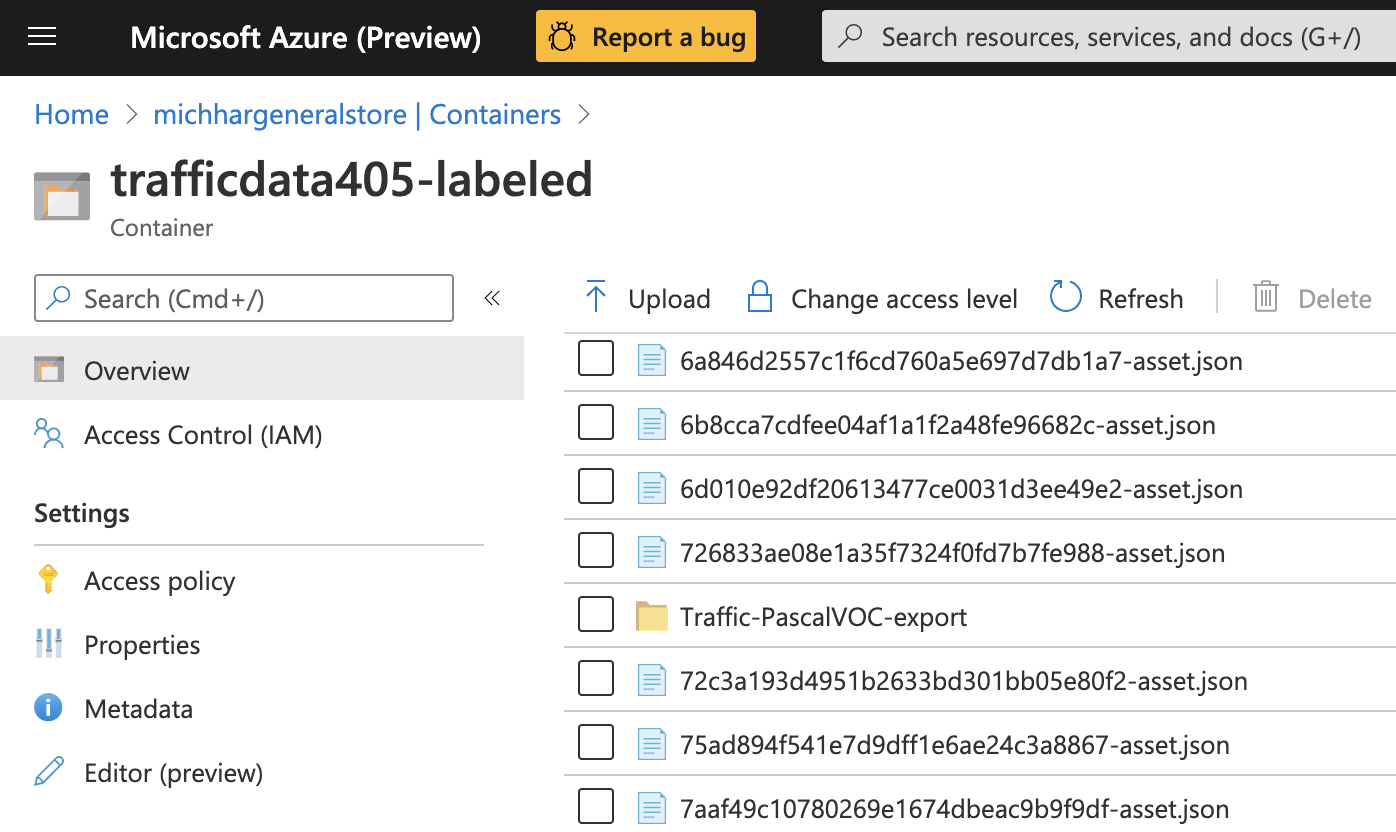 Microsoft Azure (Preview)
Report a bug
Search resources, services, and docs (G+/)
Home > michhargeneralstore | Containers >
trafficdata405-labeled
Container
Search (Cmd+/)
«
Upload
Change access level
Refresh
Delete
Overview
Access Control (IAM)
Settings
Access policy
Properties
Metadata
Editor (preview)
6a846d2557c1f6cd760a5e697d7db1a7-asset.json
6b8cca7cdfee04af1a1f2a48fe96682c-asset.json
6d010e92df20613477ce0031d3ee49e2-asset.json
726833ae08e1a35f7324f0fd7b7fe988-asset.json
Traffic-PascalVOC-export
72c3a193d4951b2633bd301bb05e80f2-asset.json
75ad894f541e7d9dff1e6ae24c3a8867-asset.json
7aaf49c10780269e1674dbeac9b9f9df-asset.json